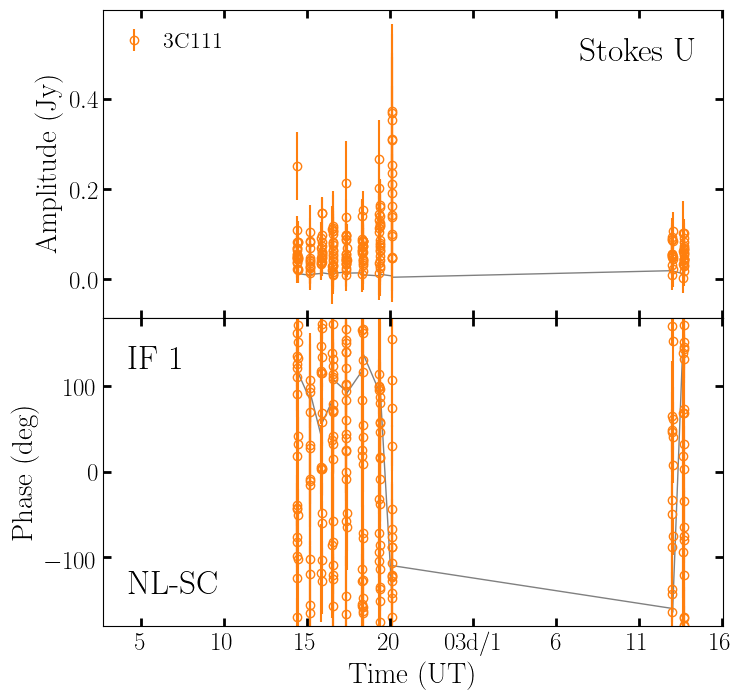 3C111
Stokes U
Amplitude (Jy)
0.4
0.2
0.0
IF 1
NL-SC
Phase (deg)
100
0
−100
5 10 15 20 03d/1 6 11 16
Time (UT)